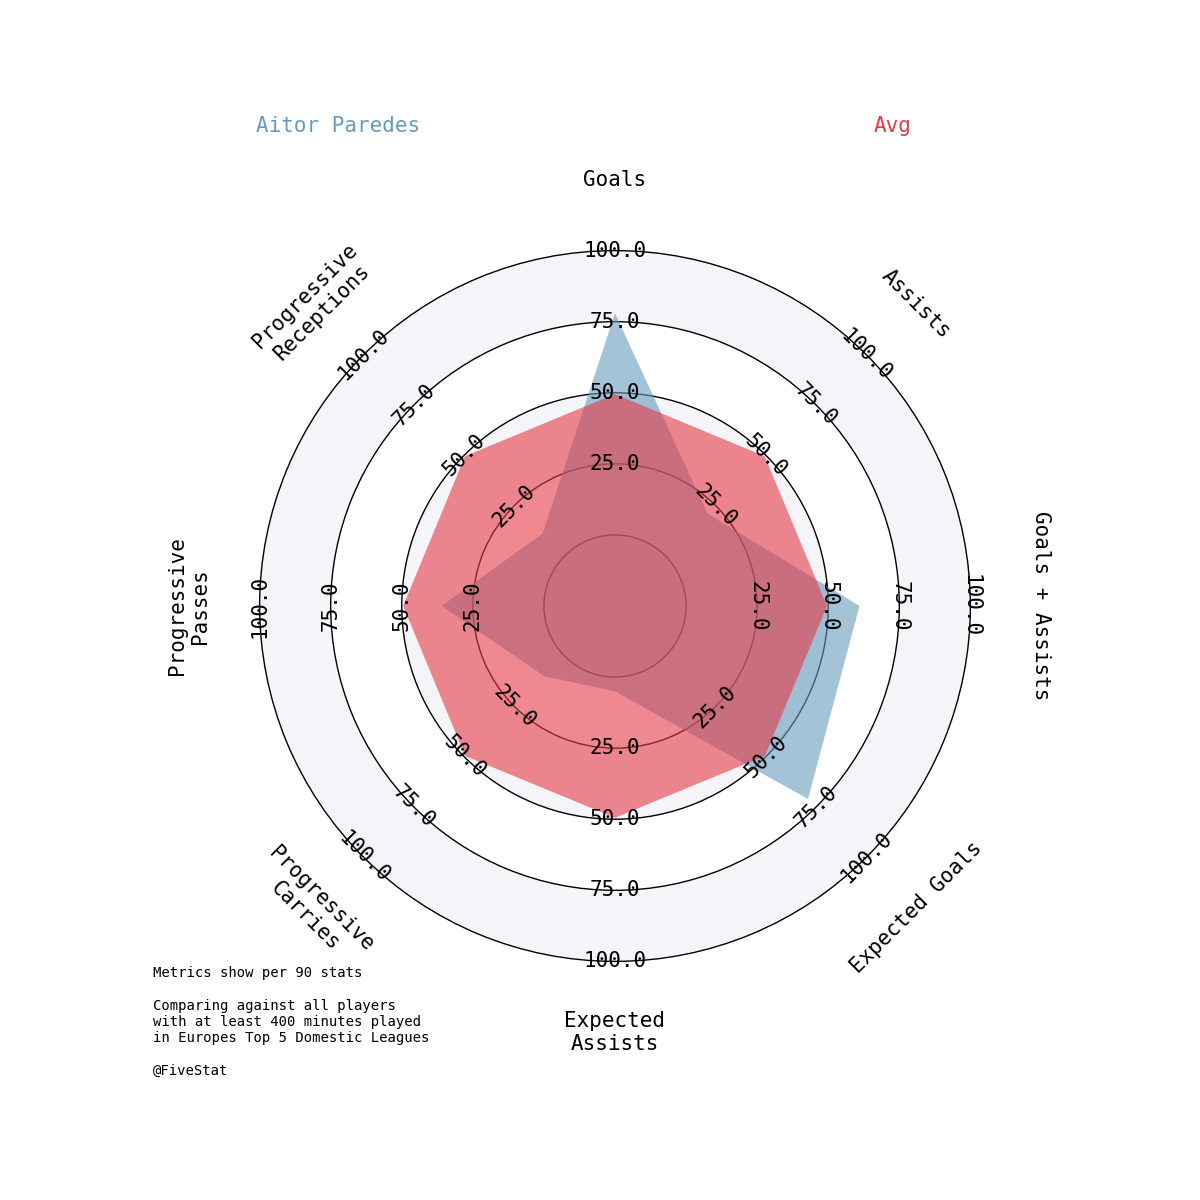 Aitor Paredes
Avg
Goals
Assists
Goals + Assists
Expected Goals
Expected
Assists
Progressive
Carries
Progressive
Passes
Progressive
Receptions
25.0
50.0
75.0
100.0
25.0
50.0
75.0
100.0
25.0
50.0
75.0
100.0
25.0
50.0
75.0
100.0
25.0
50.0
75.0
100.0
25.0
50.0
75.0
100.0
25.0
50.0
75.0
100.0
25.0
50.0
75.0
100.0
Metrics show per 90 stats
Comparing against all players
with at least 400 minutes played
in Europes Top 5 Domestic Leagues
@FiveStat